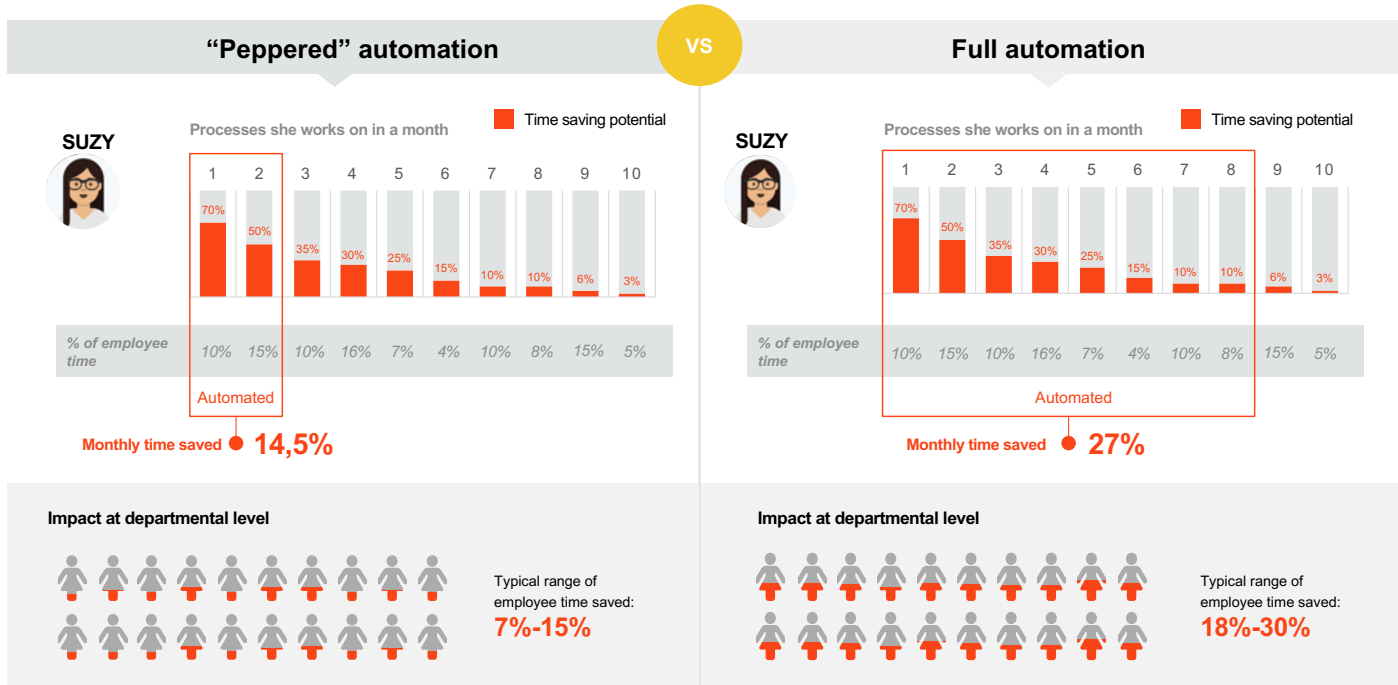 “Peppered” automation
VS
Full automation
SUZY
Processes she works on in a month
Time saving potential
1 2 3 4 5 6 7 8 9 10
70%
50%
35%
30%
25%
15%
10%
10%
6%
3%
% of employee
time
10% 15% 10% 16% 7% 4% 10% 8% 15% 5%
Automated
Monthly time saved 14,5%
Impact at departmental level
Typical range of
employee time saved:
7%-15%
SUZY
Processes she works on in a month
Time saving potential
1 2 3 4 5 6 7 8 9 10
70%
50%
35%
30%
25%
15%
10%
10%
6%
3%
% of employee
time
10% 15% 10% 16% 7% 4% 10% 8% 15% 5%
Automated
Monthly time saved 27%
Impact at departmental level
Typical range of
employee time saved:
18%-30%